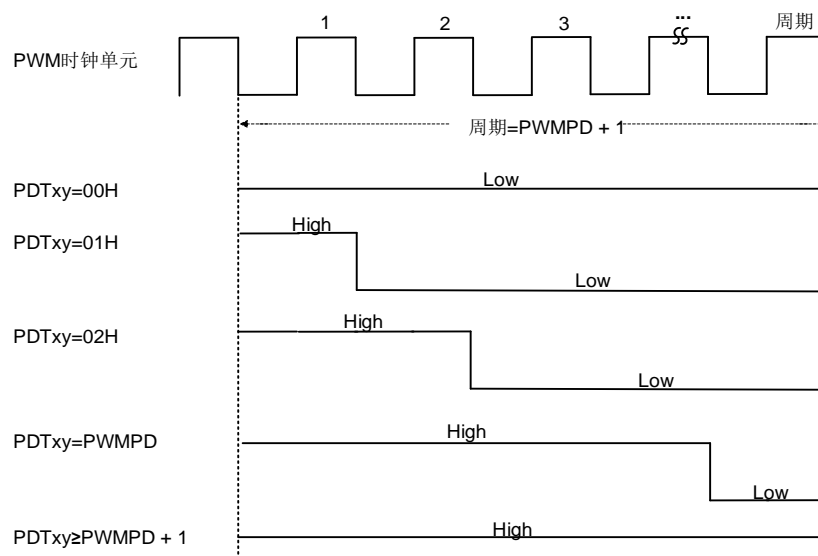 1 2 3 ... 周期
PWM时钟单元
周期=PWMPD + 1
PDTxy=00H Low
PDTxy=01H High Low
PDTxy=02H High Low
PDTxy=PWMPD High Low
PDTxy≥PWMPD + 1 High